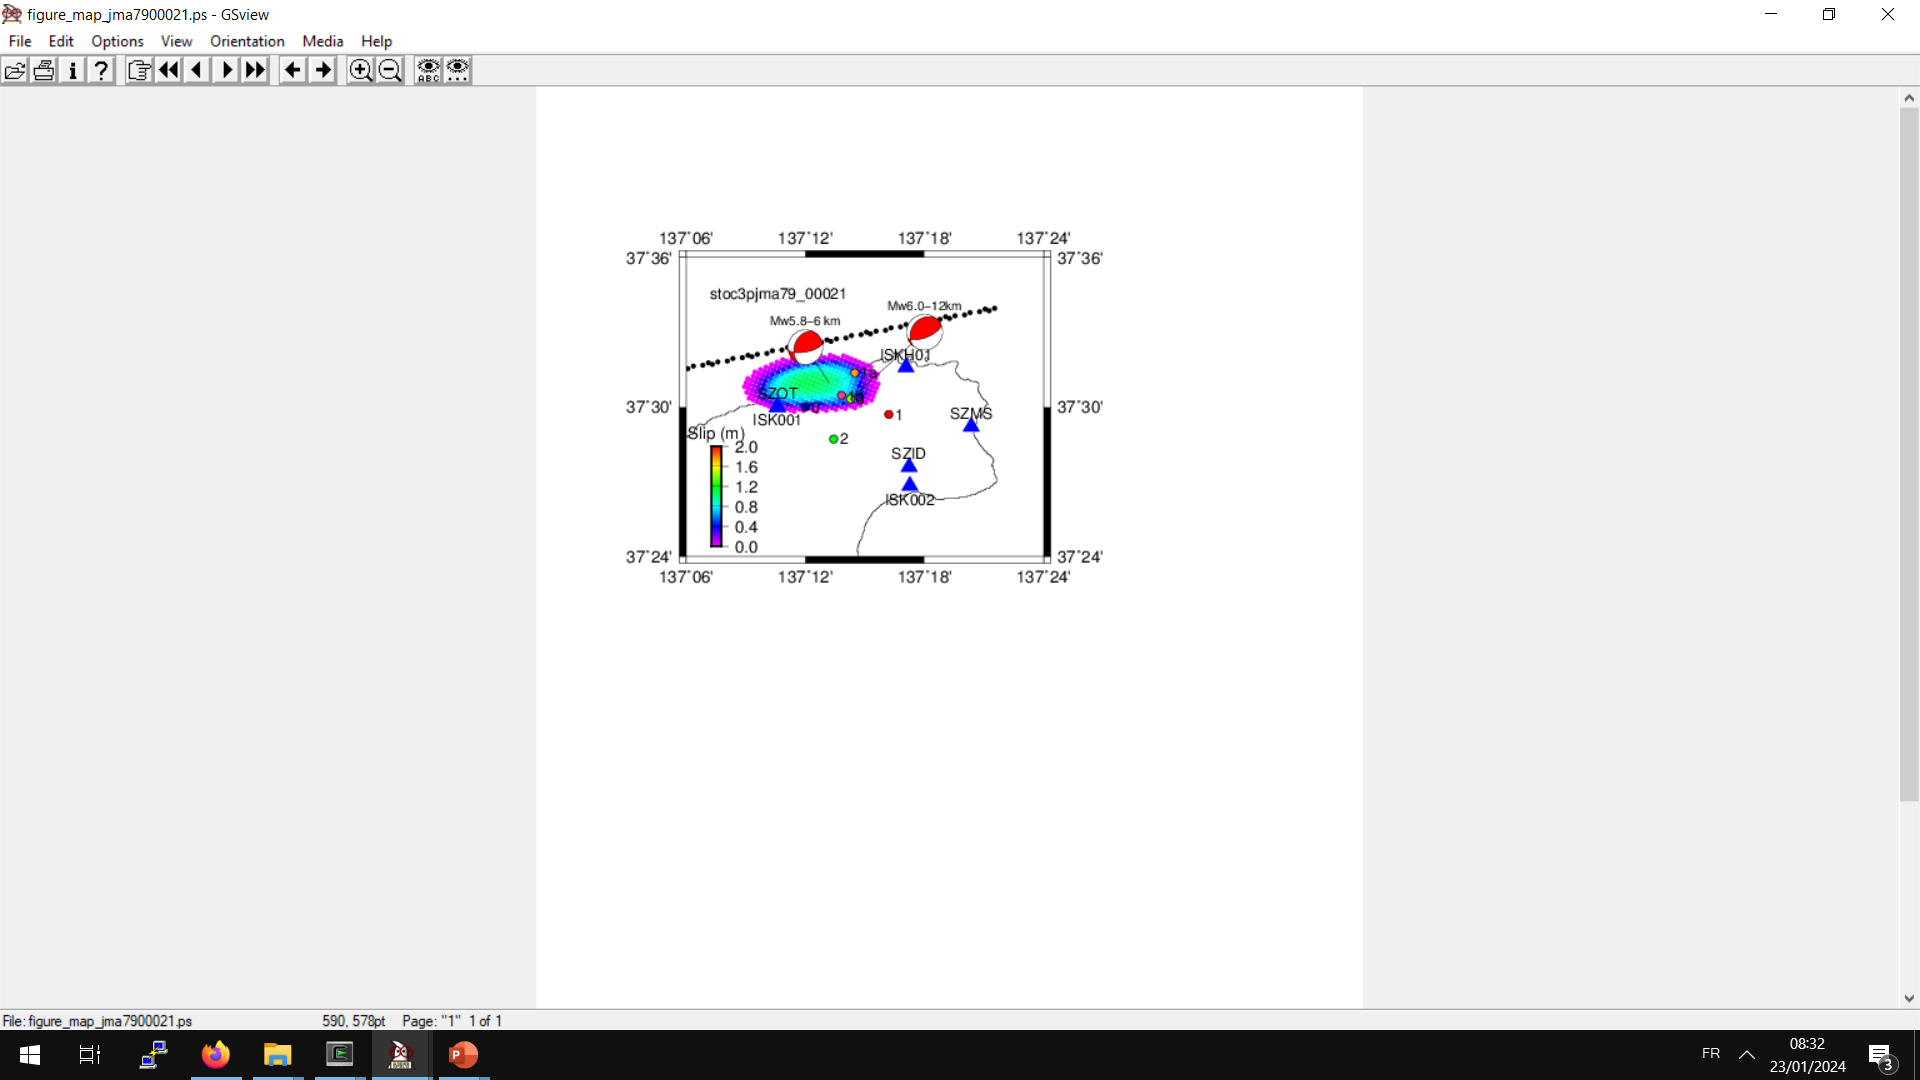 figure_map_jma7900021.ps - GSview
File Edit Options View Orientation Media Help
137°06' 137°12' 137°18' 137°24'
37°36' 37°36'
stoc3pjma79_00021
Mw6.0–12km
Mw5.8–6 km
ISKH01
1a
SZOT
37°30' 37°30'
1
SZMS
ISK001
Slip (m)
2
2.0
SZID
1.6
1.2
ISK002
0.8
0.4
0.0
37°24' 37°24'
137°06' 137°12' 137°18' 137°24'
File: figure_map_jma7900021.ps 590, 578pt Page: "1" 1 of 1
FR 08:32
23/01/2024
3